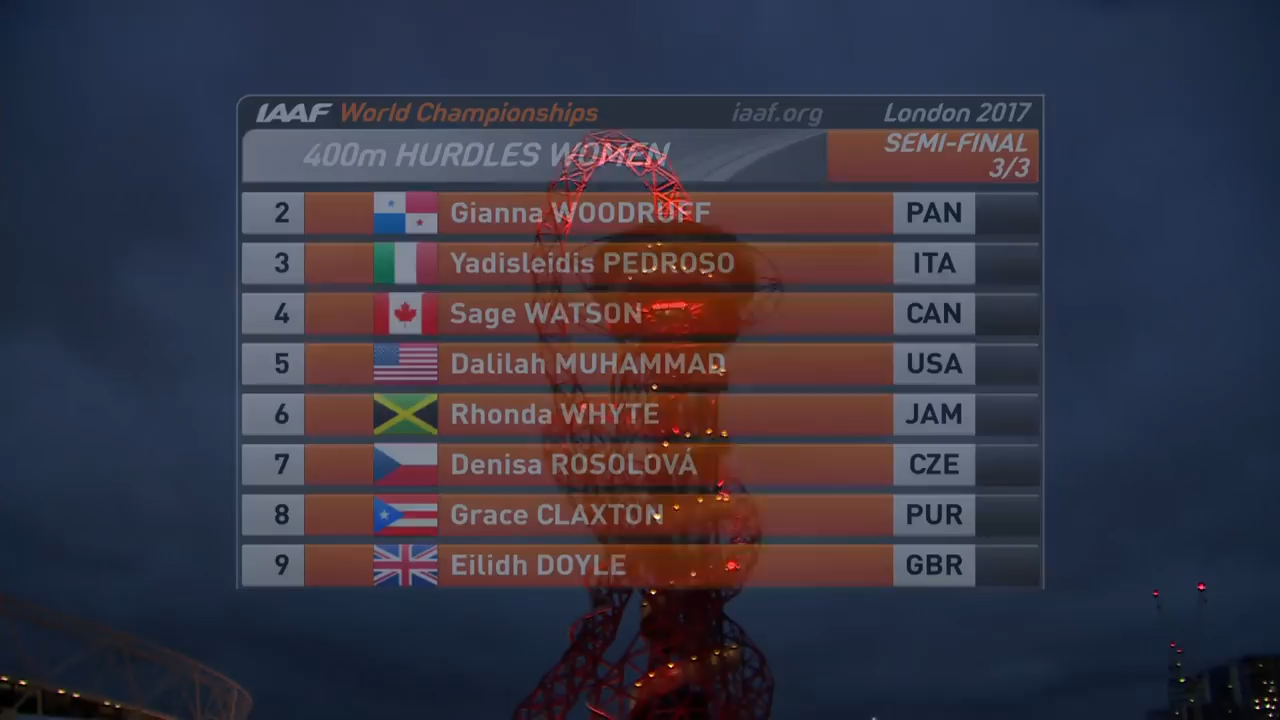 IAAF World Championships iaaf.org London 2017
400m HURDLES WOMEN SEMI-FINAL 3/3
2 Gianna WOODRUFF PAN
3 Yadisleidis PEDROSO ITA
4 Sage WATSON CAN
5 Dalilah MUHAMMAD USA
6 Rhonda WHYTE JAM
7 Denisa ROSOLOVÁ CZE
8 Grace CLAXTON PUR
9 Eilidh DOYLE GBR